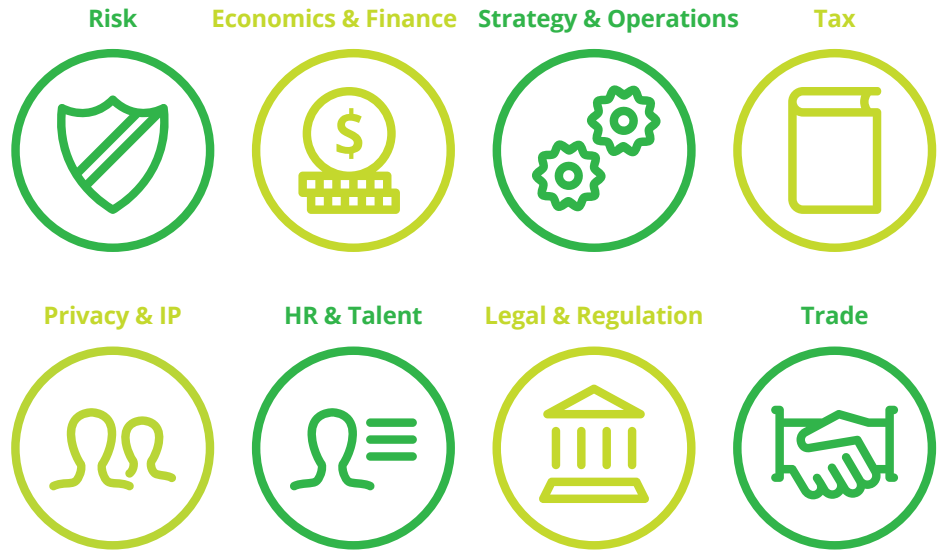 Risk
Economics & Finance
Strategy & Operations
Tax
$
Privacy & IP
HR & Talent
Legal & Regulation
Trade